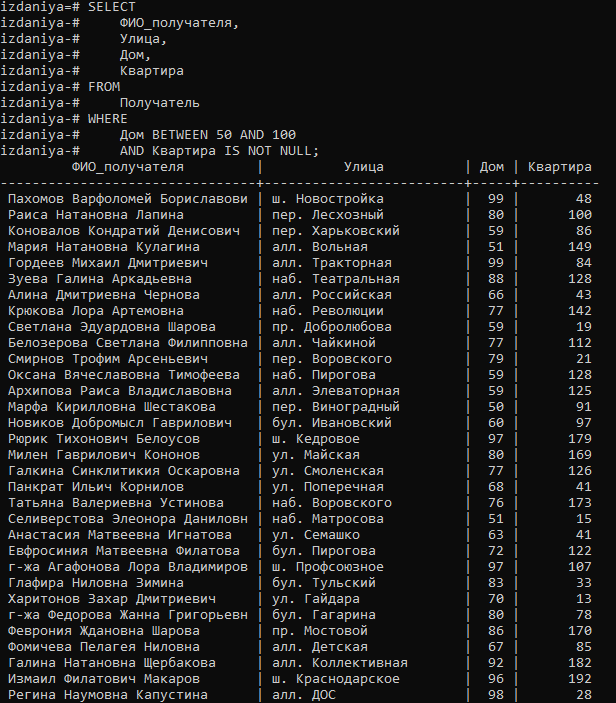 izdaniya=# SELECT
izdaniya-# ФИО_получателя,
izdaniya-# Улица,
izdaniya-# Дом,
izdaniya-# Квартира
izdaniya-# FROM
izdaniya-# Получатель
izdaniya-# WHERE
izdaniya-# Дом BETWEEN 50 AND 100
izdaniya-# AND Квартира IS NOT NULL;
ФИО_получателя | Улица | Дом | Квартира
-------------------------------+-------------------------+-----+----------
Пахомов Варфоломей Бориславови | ш. Новостройка | 99 | 48
Раиса Натановна Лапина | пер. Лесхозный | 80 | 100
Коновалов Кондратий Денисович | пер. Харьковский | 59 | 86
Мария Натановна Кулагина | алл. Вольная | 51 | 149
Гордеев Михаил Дмитриевич | алл. Тракторная | 99 | 84
Зуева Галина Аркадьевна | наб. Театральная | 88 | 128
Алина Дмитриевна Чернова | алл. Российская | 66 | 43
Крюкова Лора Артемовна | наб. Революции | 77 | 142
Светлана Эдуардовна Шарова | пр. Добролюбова | 59 | 19
Белозерова Светлана Филипповна | алл. Чайкиной | 77 | 112
Смирнов Трофим Арсеньевич | пер. Воровского | 79 | 21
Оксана Вячеславовна Тимофеева | наб. Пирогова | 59 | 128
Архипова Раиса Владиславовна | алл. Элеваторная | 59 | 125
Марфа Кирилловна Шестакова | пер. Виноградный | 50 | 91
Новиков Добромысл Гаврилович | бул. Ивановский | 60 | 97
Рюрик Тихонович Белоусов | ш. Кедровое | 97 | 179
Милен Гаврилович Кононов | ул. Майская | 80 | 169
Галкина Синклитикия Оскаровна | ул. Смоленская | 77 | 126
Панкрат Ильич Корнилов | ул. Поперечная | 68 | 41
Татьяна Валериевна Устинова | наб. Воровского | 76 | 173
Селиверстова Элеонора Даниловн | наб. Матросова | 51 | 15
Анастасия Матвеевна Игнатова | ул. Семашко | 63 | 41
Евфросиния Матвеевна Филатова | бул. Пирогова | 72 | 122
г-жа Агафонова Лора Владимиров | ш. Профсоюзное | 97 | 107
Глафира Ниловна Зимина | бул. Тульский | 83 | 33
Харитонов Захар Дмитриевич | ул. Гайдара | 70 | 13
г-жа Федорова Жанна Григорьевн | бул. Гагарина | 80 | 78
Феврония Ждановна Шарова | пр. Мостовой | 86 | 170
Фомичева Пелагея Ниловна | алл. Детская | 67 | 85
Галина Натановна Щербакова | алл. Коллективная | 92 | 182
Измаил Филатович Макаров | ш. Краснодарское | 96 | 192
Регина Наумовна Капустина | алл. ДОС | 98 | 28